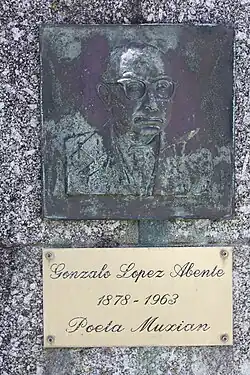 Gonzalo Lopez Abente
1878 - 1963
Poeta Muxian